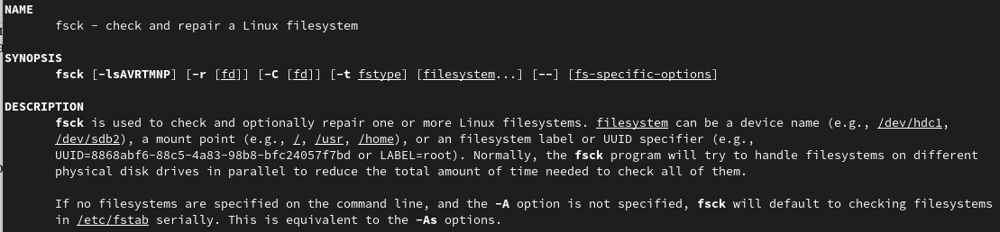 NAME
fsck - check and repair a Linux filesystem
SYNOPSIS
fsck [-lsAVRTMNP] [-r [fd]] [-C [fd]] [-t fstype] [filesystem...] [--] [fs-specific-options]
DESCRIPTION
fsck is used to check and optionally repair one or more Linux filesystems. filesystem can be a device name (e.g., /dev/hdc1,
/dev/sdb2), a mount point (e.g., /, /usr, /home), or an filesystem label or UUID specifier (e.g.,
UUID=8868abf6-88c5-4a83-98b8-bfc24057f7bd or LABEL=root). Normally, the fsck program will try to handle filesystems on different
physical disk drives in parallel to reduce the total amount of time needed to check all of them.
If no filesystems are specified on the command line, and the -A option is not specified, fsck will default to checking filesystems
in /etc/fstab serially. This is equivalent to the -As options.